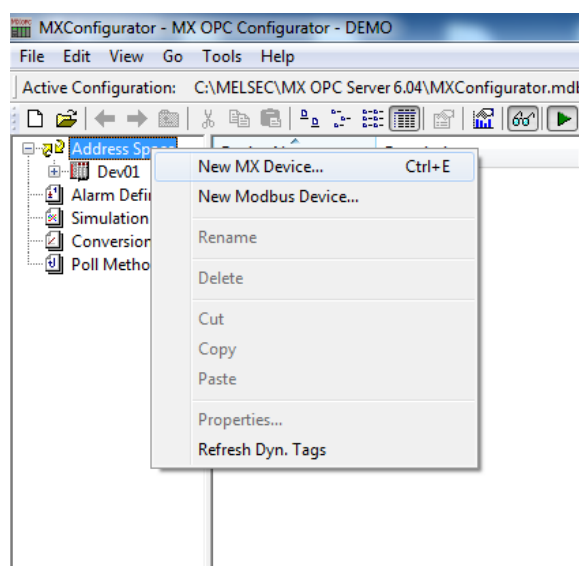 MXConfigurator - MX OPC Configurator - DEMO
File Edit View Go Tools Help
Active Configuration: C:\MELSEC\MX OPC Server 6.04\MXConfigurator.mdb
Address Space
Dev01
Alarm Defi
Simulation
Conversion
Poll Metho
New MX Device... Ctrl+E
New Modbus Device...
Rename
Delete
Cut
Copy
Paste
Properties...
Refresh Dyn. Tags